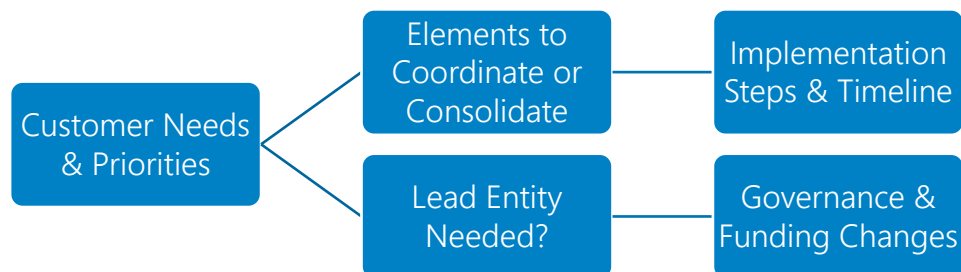 Customer Needs
& Priorities
Elements to
Coordinate or
Consolidate
Implementation
Steps & Timeline
Lead Entity
Needed?
Governance &
Funding Changes